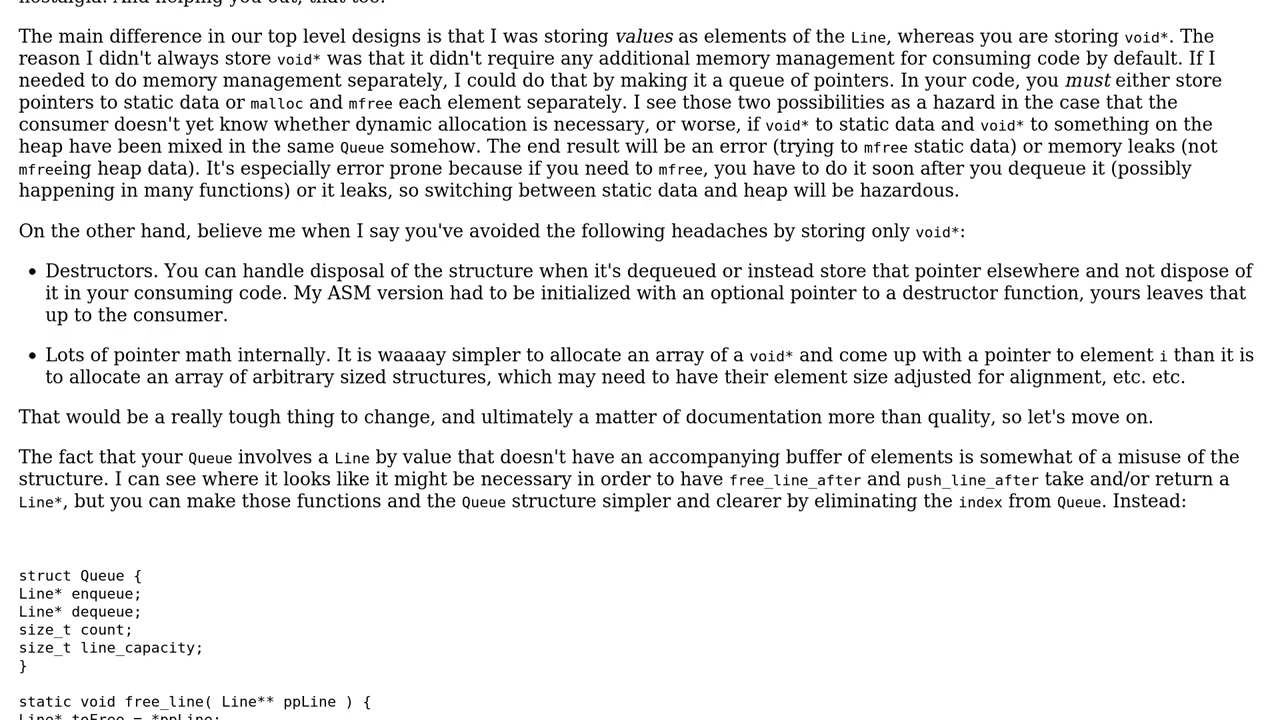 nostalgia. And helping you out, that too.
The main difference in our top level designs is that I was storing values as elements of the Line, whereas you are storing void*. The
reason I didn't always store void* was that it didn't require any additional memory management for consuming code by default. If I
needed to do memory management separately, I could do that by making it a queue of pointers. In your code, you must either store
pointers to static data or malloc and mfree each element separately. I see those two possibilities as a hazard in the case that the
consumer doesn't yet know whether dynamic allocation is necessary, or worse, if void* to static data and void* to something on the
heap have been mixed in the same Queue somehow. The end result will be an error (trying to mfree static data) or memory leaks (not
mfreeing heap data). It's especially error prone because if you need to mfree, you have to do it soon after you dequeue it (possibly
happening in many functions) or it leaks, so switching between static data and heap will be hazardous.
On the other hand, believe me when I say you've avoided the following headaches by storing only void*:
• Destructors. You can handle disposal of the structure when it's dequeued or instead store that pointer elsewhere and not dispose of
it in your consuming code. My ASM version had to be initialized with an optional pointer to a destructor function, yours leaves that
up to the consumer.
• Lots of pointer math internally. It is waaaay simpler to allocate an array of a void* and come up with a pointer to element i than it is
to allocate an array of arbitrary sized structures, which may need to have their element size adjusted for alignment, etc. etc.
That would be a really tough thing to change, and ultimately a matter of documentation more than quality, so let's move on.
The fact that your Queue involves a Line by value that doesn't have an accompanying buffer of elements is somewhat of a misuse of the
structure. I can see where it looks like it might be necessary in order to have free_line_after and push_line_after take and/or return a
Line*, but you can make those functions and the Queue structure simpler and clearer by eliminating the index from Queue. Instead:
struct Queue {
Line* enqueue;
Line* dequeue;
size_t count;
size_t line_capacity;
}
static void free_line( Line** ppLine ) {
Line* toFree = *ppLine;